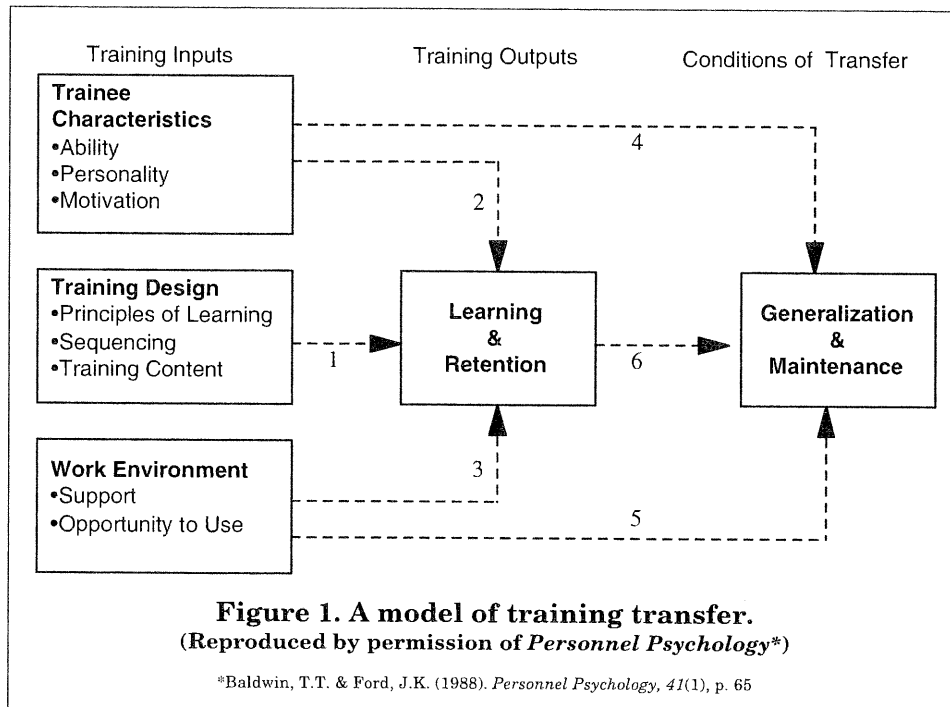 Training Inputs
Training Outputs
Conditions of Transfer
Trainee
Characteristics
•Ability
•Personality
•Motivation
4
2
Training Design
•Principles of Learning
•Sequencing
•Training Content
1
Learning
&
Retention
6
Generalization
&
Maintenance
Work Environment
•Support
•Opportunity to Use
3
5
Figure 1. A model of training transfer.
(Reproduced by permission of Personnel Psychology*)
*Baldwin, T.T. & Ford, J.K. (1988). Personnel Psychology, 41(1), p. 65